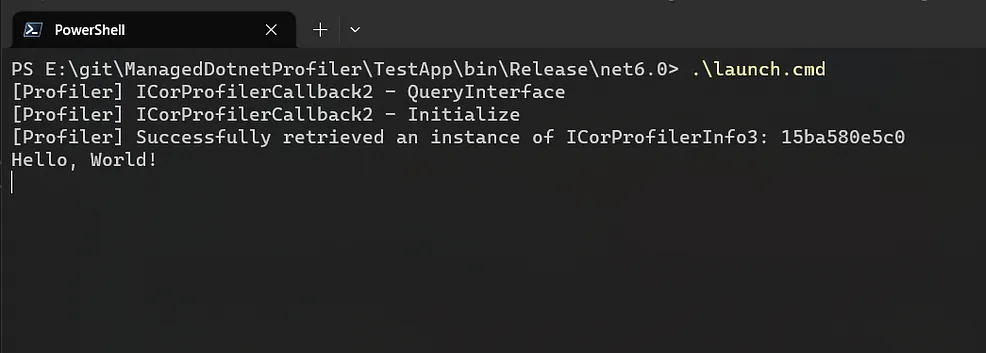 PowerShell
PS E:\git\ManagedDotnetProfiler\TestApp\bin\Release\net6.0> .\launch.cmd
[Profiler] ICorProfilerCallback2 - QueryInterface
[Profiler] ICorProfilerCallback2 - Initialize
[Profiler] Successfully retrieved an instance of ICorProfilerInfo3: 15ba580e5c0
Hello, World!